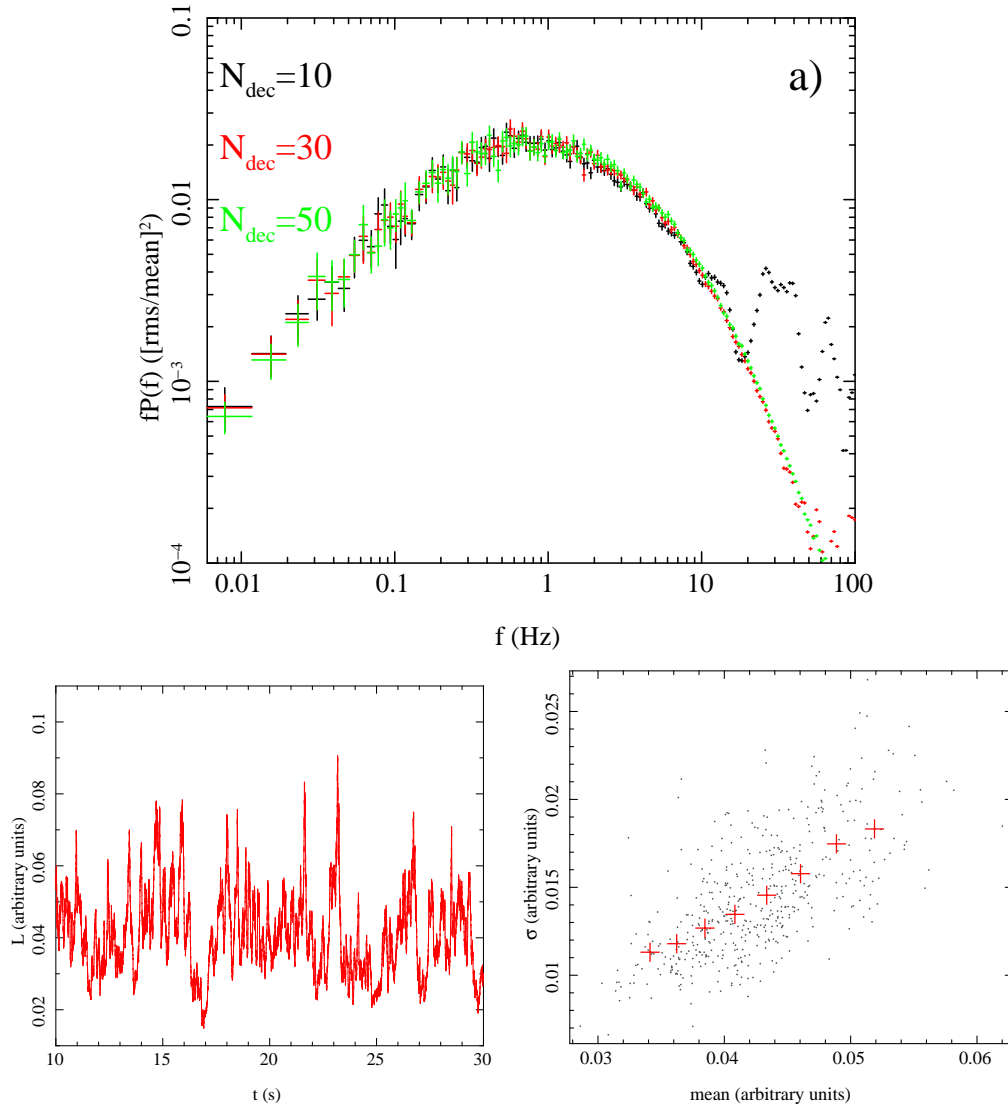 0.1
N_dec=10
a)
N_dec=30
N_dec=50
0.01
10^−3
10^−4
fP(f) ([rms/mean]^2
0.01 0.1 1 10 100
f (Hz)
0.1
0.08
0.06
0.04
0.02
L (arbitrary units)
10 15 20 25 30
t (s)
0.025
0.02
0.015
0.01
σ (arbitrary units)
0.03 0.04 0.05 0.06
mean (arbitrary units)